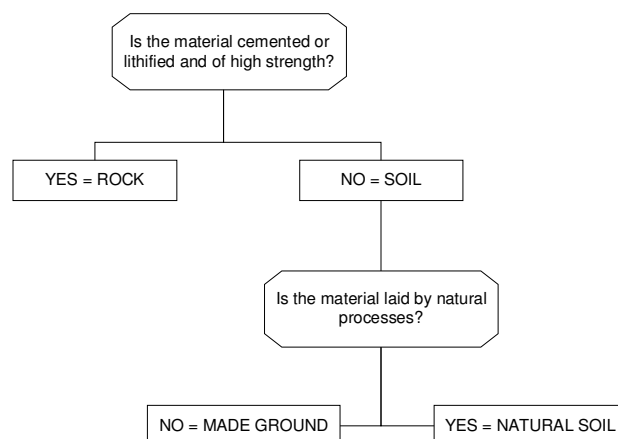 Is the material cemented or
lithified and of high strength?
YES = ROCK
NO = SOIL
Is the material laid by natural
processes?
NO = MADE GROUND
YES = NATURAL SOIL